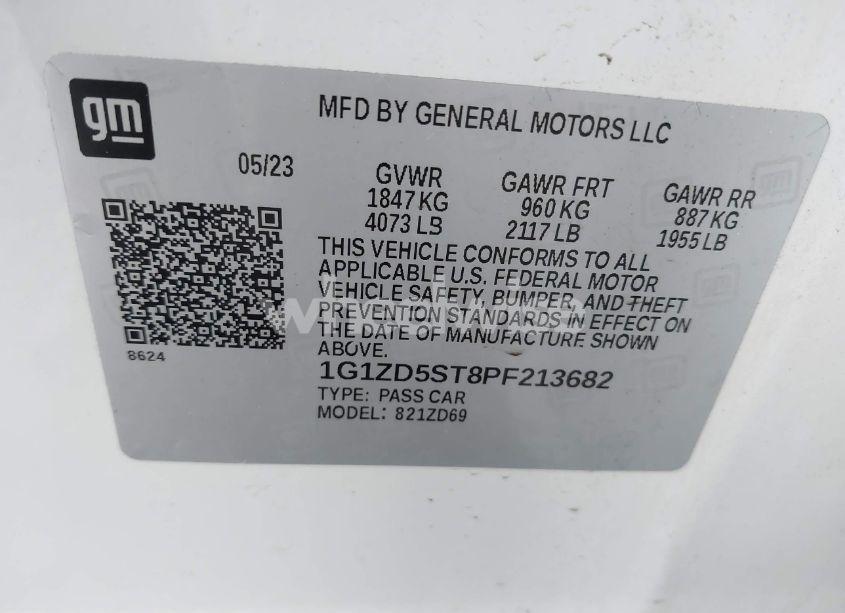 gm
MFD BY GENERAL MOTORS LLC
05/23
GVWR
1847 KG
4073 LB
GAWR FRT
960 KG
2117 LB
GAWR RR
887 KG
1955 LB
THIS VEHICLE CONFORMS TO ALL
APPLICABLE U.S. FEDERAL MOTOR
VEHICLE SAFETY, BUMPER, AND THEFT
PREVENTION STANDARDS IN EFFECT ON
THE DATE OF MANUFACTURE SHOWN
ABOVE.
8624
1G1ZD5ST8PF213682
TYPE: PASS CAR
MODEL: 821ZD69